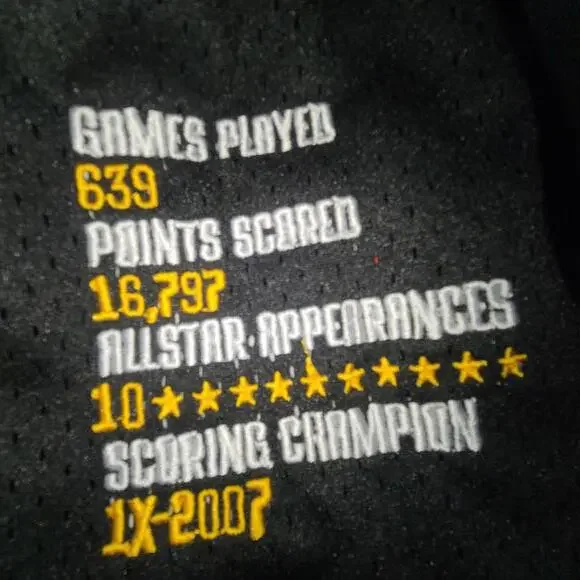 GAMES PLAYED
639
POINTS SCORED
16,797
ALLSTAR·APPEARANCES
10★★★★★★★★★★
SCORING CHAMPION
1X-2007